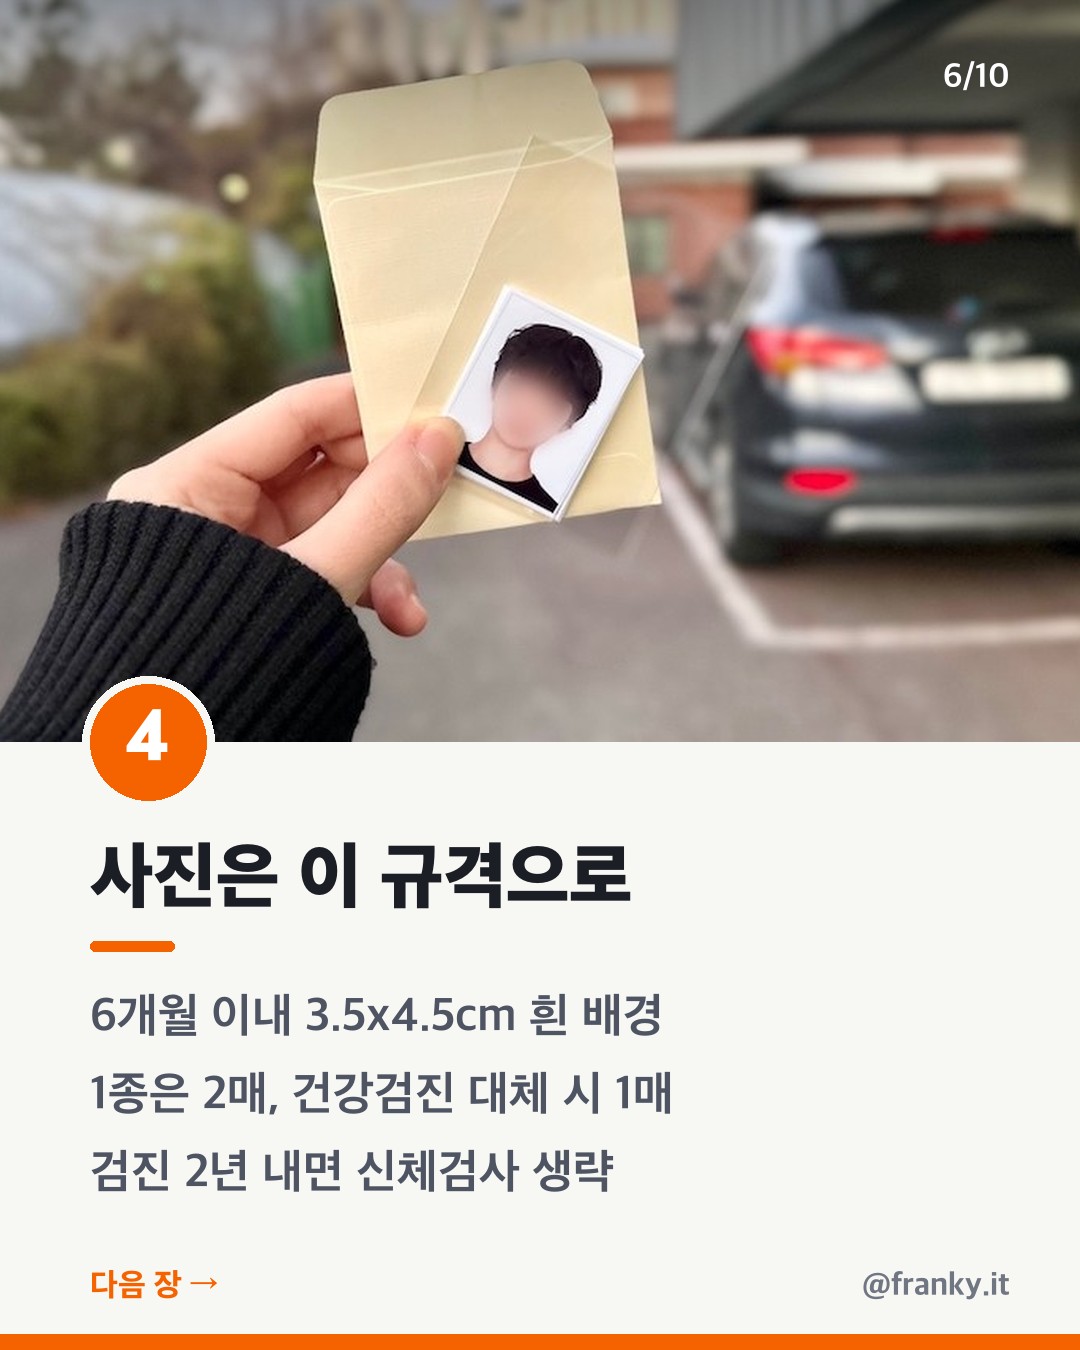 6/10
4
사진은 이 규격으로
6개월 이내 3.5x4.5cm 흰 배경
1종은 2매, 건강검진 대체 시 1매
검진 2년 내면 신체검사 생략
다음 장 →
@franky.it